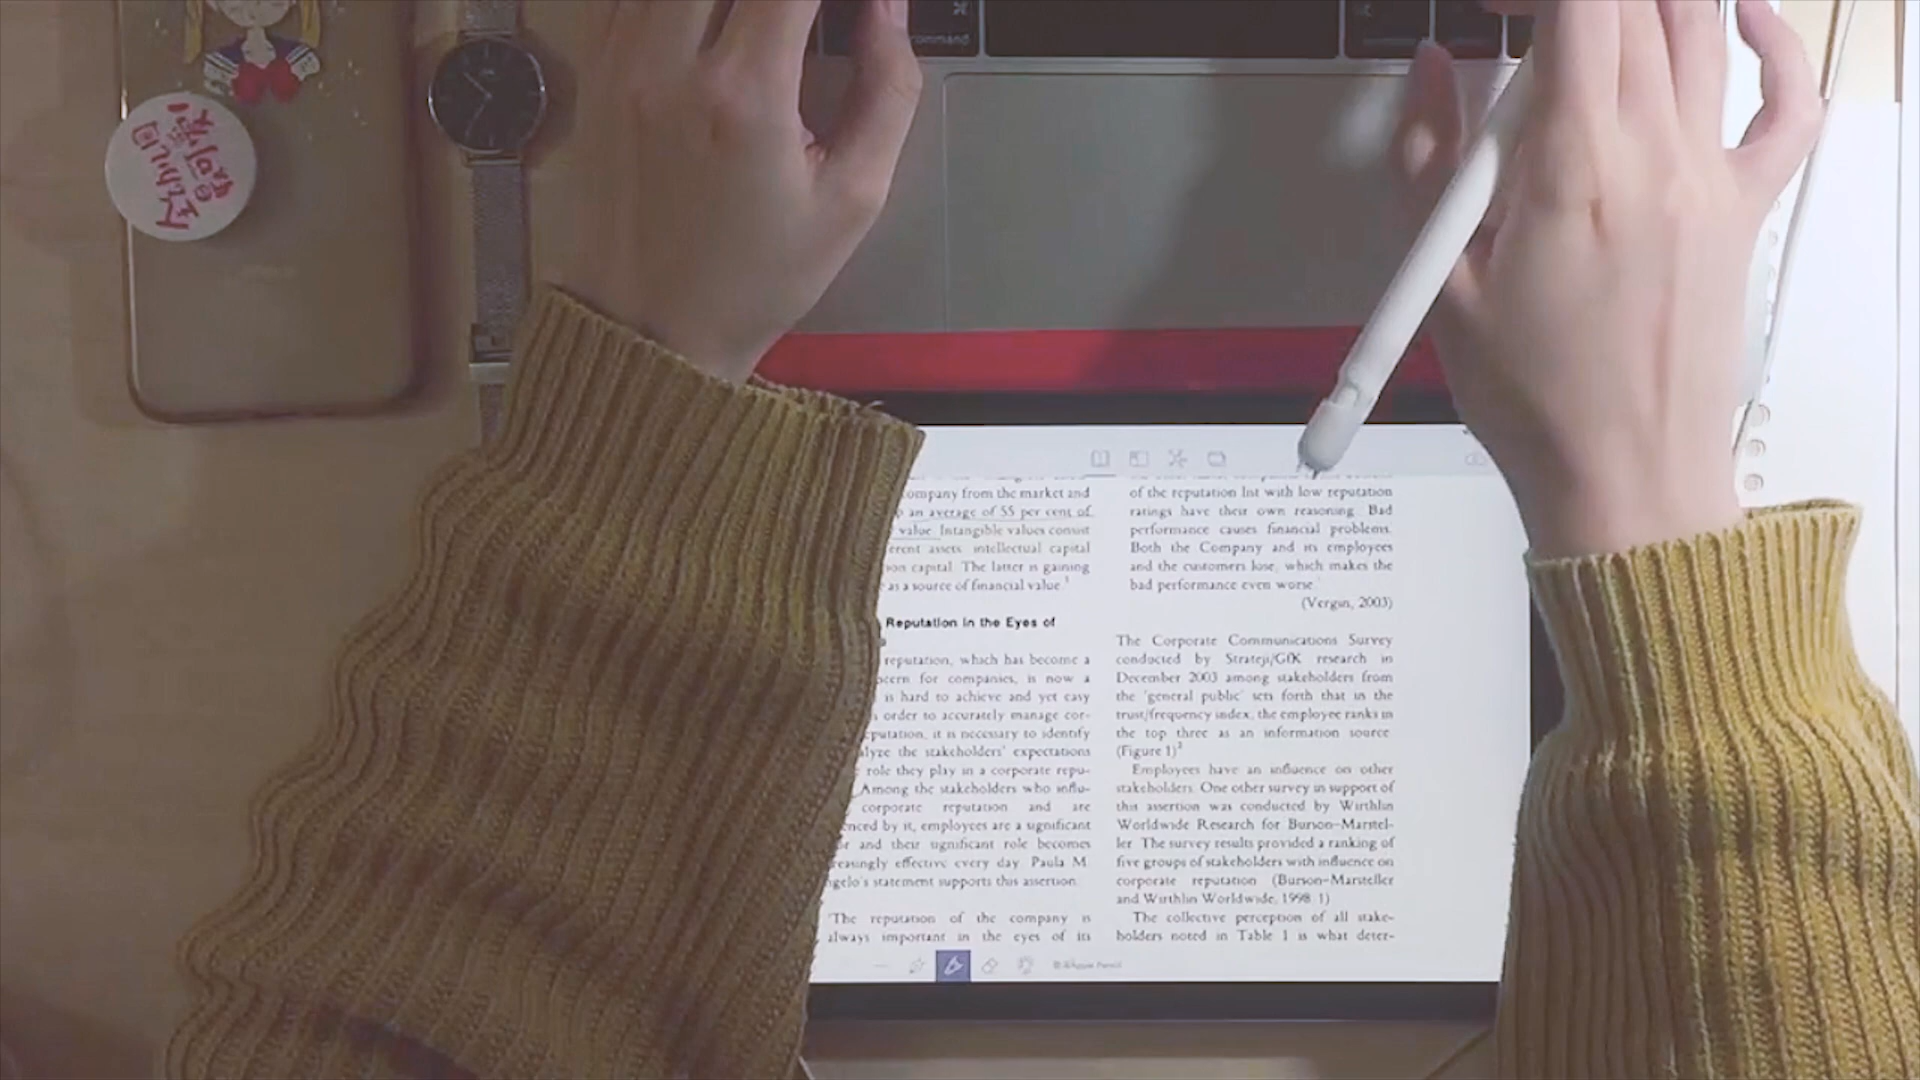 command
ompany from the market and
an average of 55 per cent of
value. Intangible values consist
erent assets: intellectual capital
ion capital. The latter is gaining
as a source of financial value.1
Reputation in the Eyes of
reputation, which has become a
cern for companies, is now a
is hard to achieve and yet easy
order to accurately manage cor-
eputation, it is necessary to identify
alyze the stakeholders' expectations
role they play in a corporate repu-
Among the stakeholders who influ-
corporate reputation and are
enced by it, employees are a significant
and their significant role becomes
reasingly effective every day. Paula M.
ngelo's statement supports this assertion:
'The reputation of the company is
always important in the eyes of its
of the reputation list with low reputation
ratings have their own reasoning. Bad
performance causes financial problems.
Both the Company and its employees
and the customers lose, which makes the
bad performance even worse.'
(Vergin, 2003)
The Corporate Communications Survey
conducted by Strateji/GfK research in
December 2003 among stakeholders from
the 'general public' sets forth that in the
trust/frequency index, the employee ranks in
the top three as an information source
(Figure 1)2
Employees have an influence on other
stakeholders. One other survey in support of
this assertion was conducted by Wirthlin
Worldwide Research for Burson–Marstel-
ler. The survey results provided a ranking of
five groups of stakeholders with influence on
corporate reputation (Burson–Marsteller
and Wirthlin Worldwide, 1998: 1)
The collective perception of all stake-
holders noted in Table 1 is what deter-
Apple Pencil